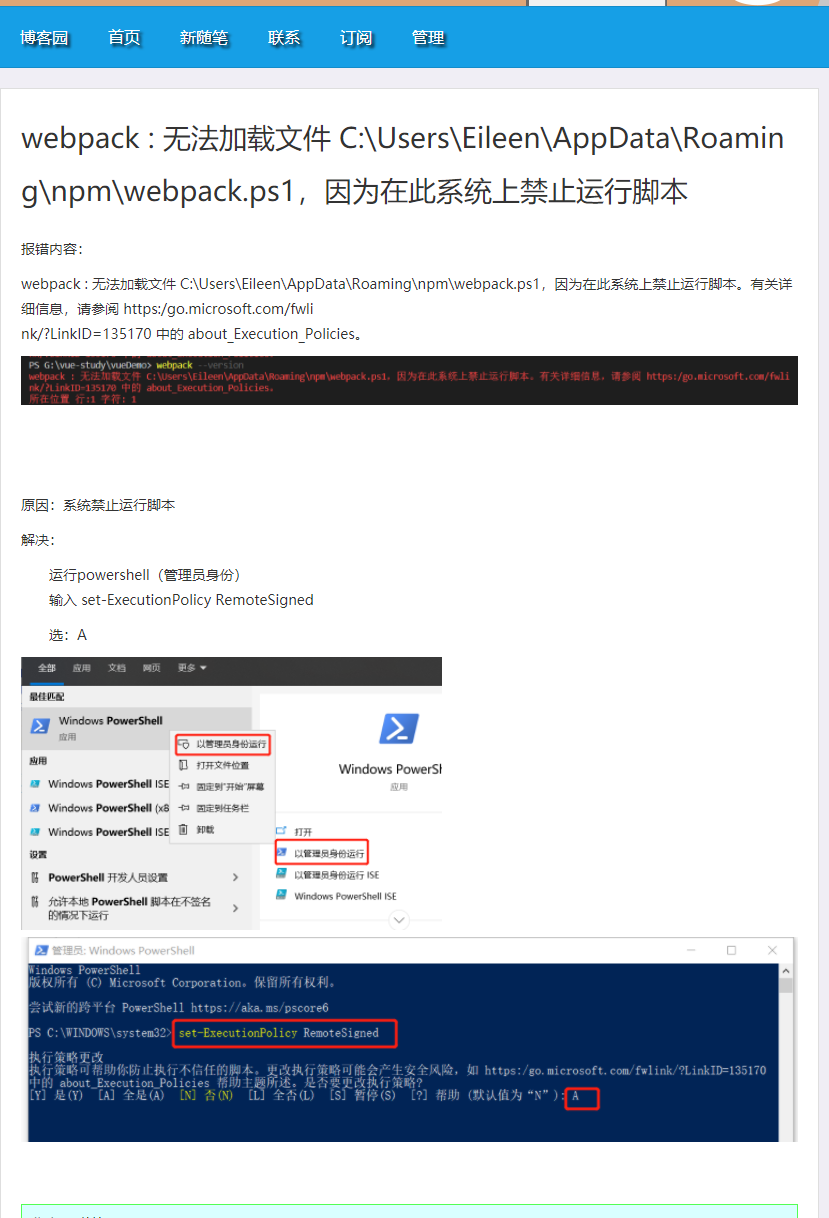 博客园 首页 新随笔 联系 订阅 管理
webpack : 无法加载文件 C:\Users\Eileen\AppData\Roamin
g\npm\webpack.ps1，因为在此系统上禁止运行脚本
报错内容：
webpack : 无法加载文件 C:\Users\Eileen\AppData\Roaming\npm\webpack.ps1，因为在此系统上禁止运行脚本。有关详
细信息，请参阅 https:/go.microsoft.com/fwli
nk/?LinkID=135170 中的 about_Execution_Policies。
PS G:\vue-study\vueDemo> webpack --version
webpack : 无法加载文件 C:\Users\Eileen\AppData\Roaming\npm\webpack.ps1，因为在此系统上禁止运行脚本。有关详细信息，请参阅 https:/go.microsoft.com/fwli
nk/?LinkID=135170 中的 about_Execution_Policies。
所在位置 行:1 字符: 1
原因：系统禁止运行脚本
解决：
运行powershell（管理员身份）
输入 set-ExecutionPolicy RemoteSigned
选：A
全部 应用 文档 网页 更多
最佳匹配
Windows PowerShell
应用
以管理员身份运行
打开文件位置
固定到"开始"屏幕
固定到任务栏
卸载
应用
Windows PowerShell ISE
Windows PowerShell (x8
Windows PowerShell ISE
设置
PowerShell 开发人员设置
允许本地 PowerShell 脚本在不签名
的情况下运行
Windows PowerSh
应用
打开
以管理员身份运行
以管理员身份运行 ISE
Windows PowerShell ISE
管理员: Windows PowerShell
Windows PowerShell
版权所有 (C) Microsoft Corporation。保留所有权利。
尝试新的跨平台 PowerShell https://aka.ms/pscore6
PS C:\WINDOWS\system32> set-ExecutionPolicy RemoteSigned
执行策略更改
执行策略可帮助你防止执行不信任的脚本。更改执行策略可能会产生安全风险，如 https:/go.microsoft.com/fwlink/?LinkID=135170
中的 about_Execution_Policies 帮助主题所述。是否要更改执行策略?
[Y] 是(Y) [A] 全是(A) [N] 否(N) [L] 全否(L) [S] 暂停(S) [?] 帮助 (默认值为“N”): A